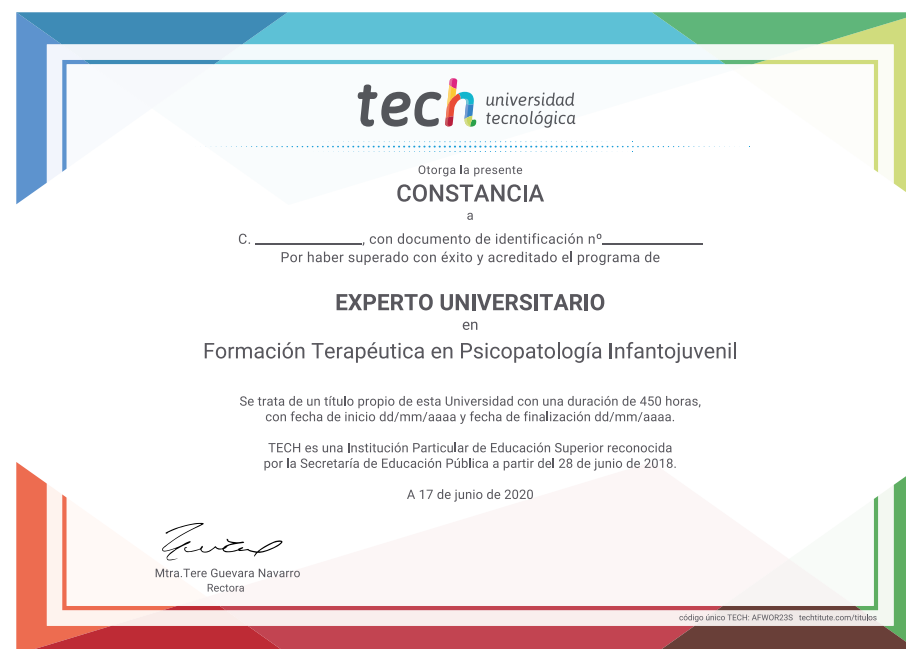 tech universidad
tecnológica
Otorga la presente
CONSTANCIA
a
C. ______________, con documento de identificación nº_____________
Por haber superado con éxito y acreditado el programa de
EXPERTO UNIVERSITARIO
en
Formación Terapéutica en Psicopatología Infantojuvenil
Se trata de un título propio de esta Universidad con una duración de 450 horas,
con fecha de inicio dd/mm/aaaa y fecha de finalización dd/mm/aaaa.
TECH es una Institución Particular de Educación Superior reconocida
por la Secretaría de Educación Pública a partir del 28 de junio de 2018.
A 17 de junio de 2020
Mtra.Tere Guevara Navarro
Rectora
código único TECH: AFWOR23S techtitute.com/titulos